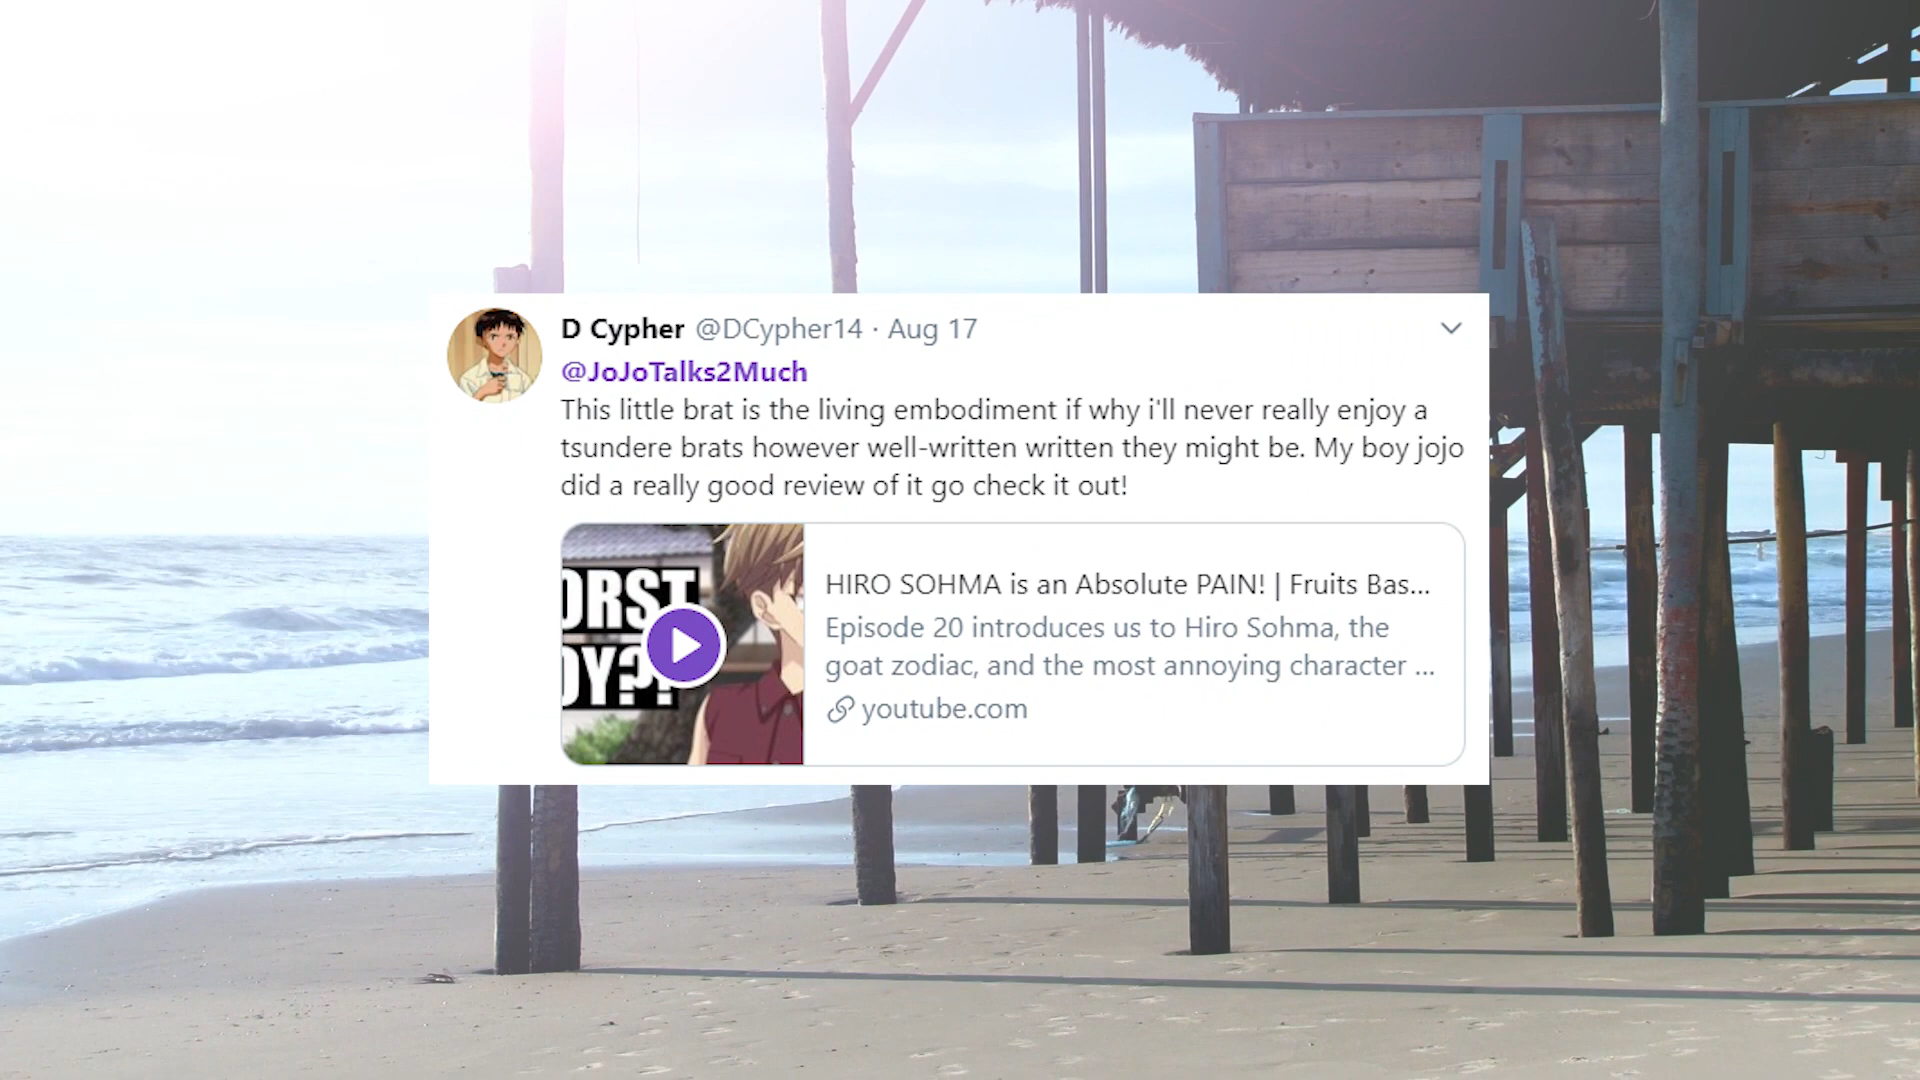 D Cypher @DCypher14 · Aug 17
@JoJoTalks2Much
This little brat is the living embodiment if why i'll never really enjoy a
tsundere brats however well-written written they might be. My boy jojo
did a really good review of it go check it out!
ORST
OY??
HIRO SOHMA is an Absolute PAIN! | Fruits Bas...
Episode 20 introduces us to Hiro Sohma, the
goat zodiac, and the most annoying character ...
youtube.com